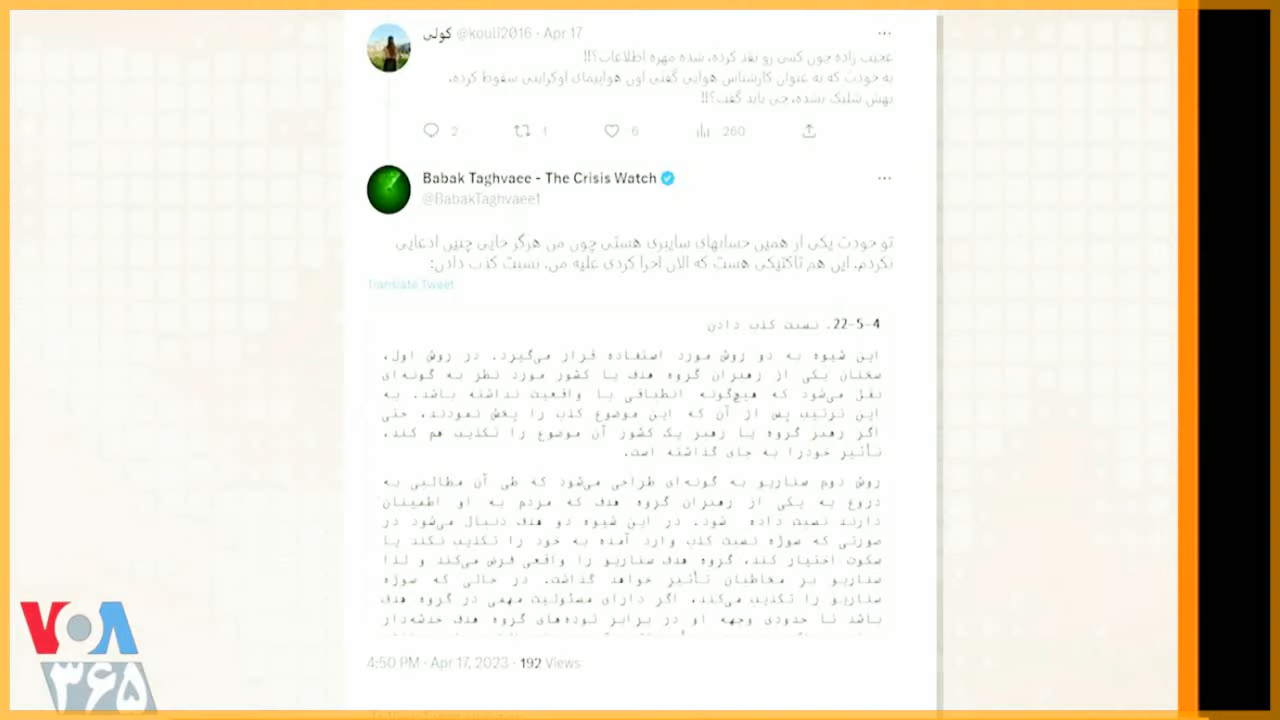 کولی @kouli2016 · Apr 17
عجیب زاده چون کسی رو نقد کرده، شده مهره اطلاعات؟!!
به خودت که به عنوان کارشناس هوایی گفتی اون هواپیمای اوکراینی سقوط کرده،
بهش شلیک نشده، چی باید گفت؟!!
2 1 6 260
Babak Taghvaee - The Crisis Watch
@BabakTaghvaee1
تو خودت یکی از همین حسابهای سایبری هستی چون من هرگز جایی چنین ادعایی
نکردم. این هم تاکتیکی هست که الان اجرا کردی علیه من. نسبت کذب دادن:
Translate Tweet
22-5-4. نسبت کذب دادن
این شیوه به دو روش مورد استفاده قرار می‌گیرد. در روش اول،
سخنان یکی از رهبران گروه هدف یا کشور مورد نظر به گونه‌ای
نقل می‌شود که هیچگونه انطباقی با واقعیت نداشته باشد. به
این ترتیب پس از آن که این موضوع کذب را پخش نمودند، حتی
اگر رهبر گروه یا رهبر یک کشور آن موضوع را تکذیب هم کند،
تأثیر خودرا به جای گذاشته است.
روش دوم سناریو به گونه‌ای طراحی می‌شود که طی آن مطالبی به
دروغ به یکی از رهبران گروه هدف که مردم به او اطمینان
دارند نسبت داده شود. در این شیوه دو هدف دنبال می‌شود در
صورتی که سوژه نسبت کذب وارد آمده به خود را تکذیب نکند یا
سکوت اختیار کند، گروه هدف سناریو را واقعی فرض می‌کند و لذا
سناریو بر مخاطبان تأثیر خواهد گذاشت. در حالی که سوژه
سناریو را تکذیب می‌کند، اگر دارای مسئولیت مهمی در گروه هدف
باشد تا حدودی وجهه او در برابر توده‌های گروه هدف خدشه‌دار
4:50 PM · Apr 17, 2023 · 192 Views
VOA
۳۶۵